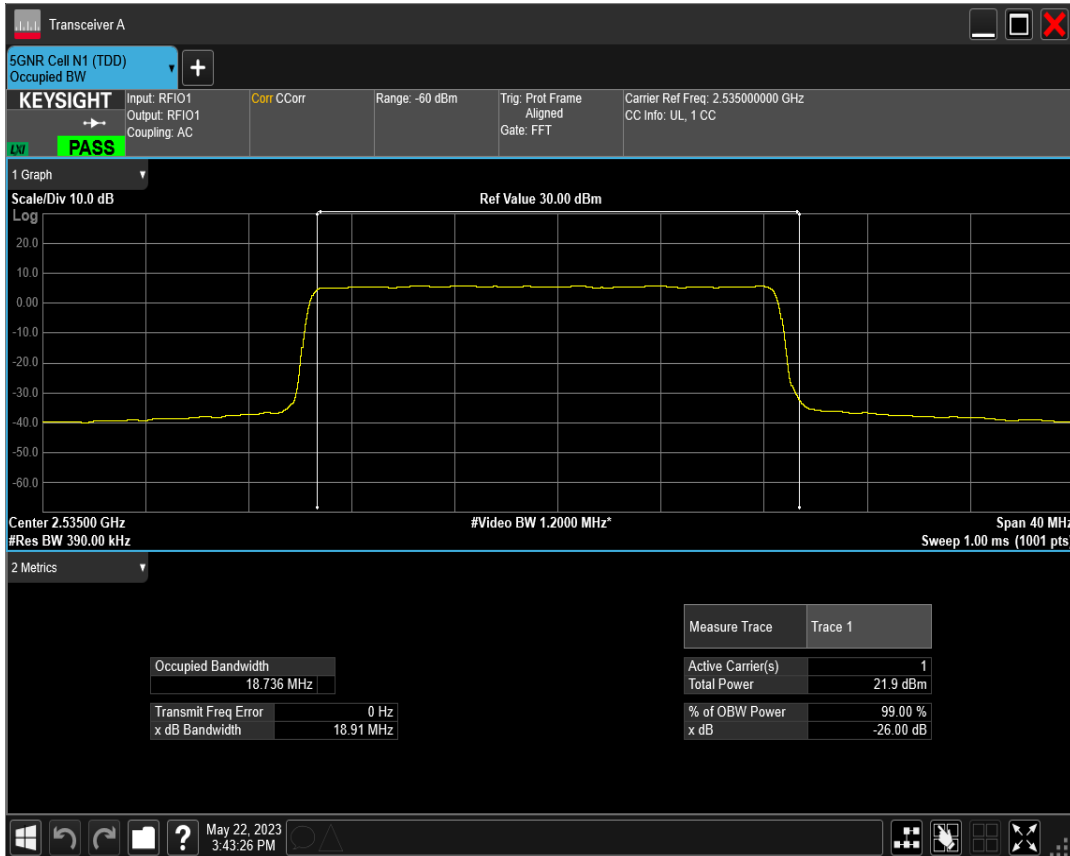 Transceiver A
5GNR Cell N1 (TDD)
Occupied BW
KEYSIGHT
LXI
PASS
Input: RFIO1
Output: RFIO1
Coupling: AC
Corr CCorr
Range: -60 dBm
Trig: Prot Frame
Aligned
Gate: FFT
Carrier Ref Freq: 2.535000000 GHz
CC Info: UL, 1 CC
1 Graph
Scale/Div 10.0 dB
Ref Value 30.00 dBm
Log
20.0
10.0
0.00
-10.0
-20.0
-30.0
-40.0
-50.0
-60.0
Center 2.53500 GHz
#Video BW 1.2000 MHz*
Span 40 MHz
#Res BW 390.00 kHz
Sweep 1.00 ms (1001 pts)
2 Metrics
Measure Trace Trace 1
Occupied Bandwidth
18.736 MHz
Transmit Freq Error 0 Hz
x dB Bandwidth 18.91 MHz
Active Carrier(s) 1
Total Power 21.9 dBm
% of OBW Power 99.00 %
x dB -26.00 dB
May 22, 2023
3:43:26 PM